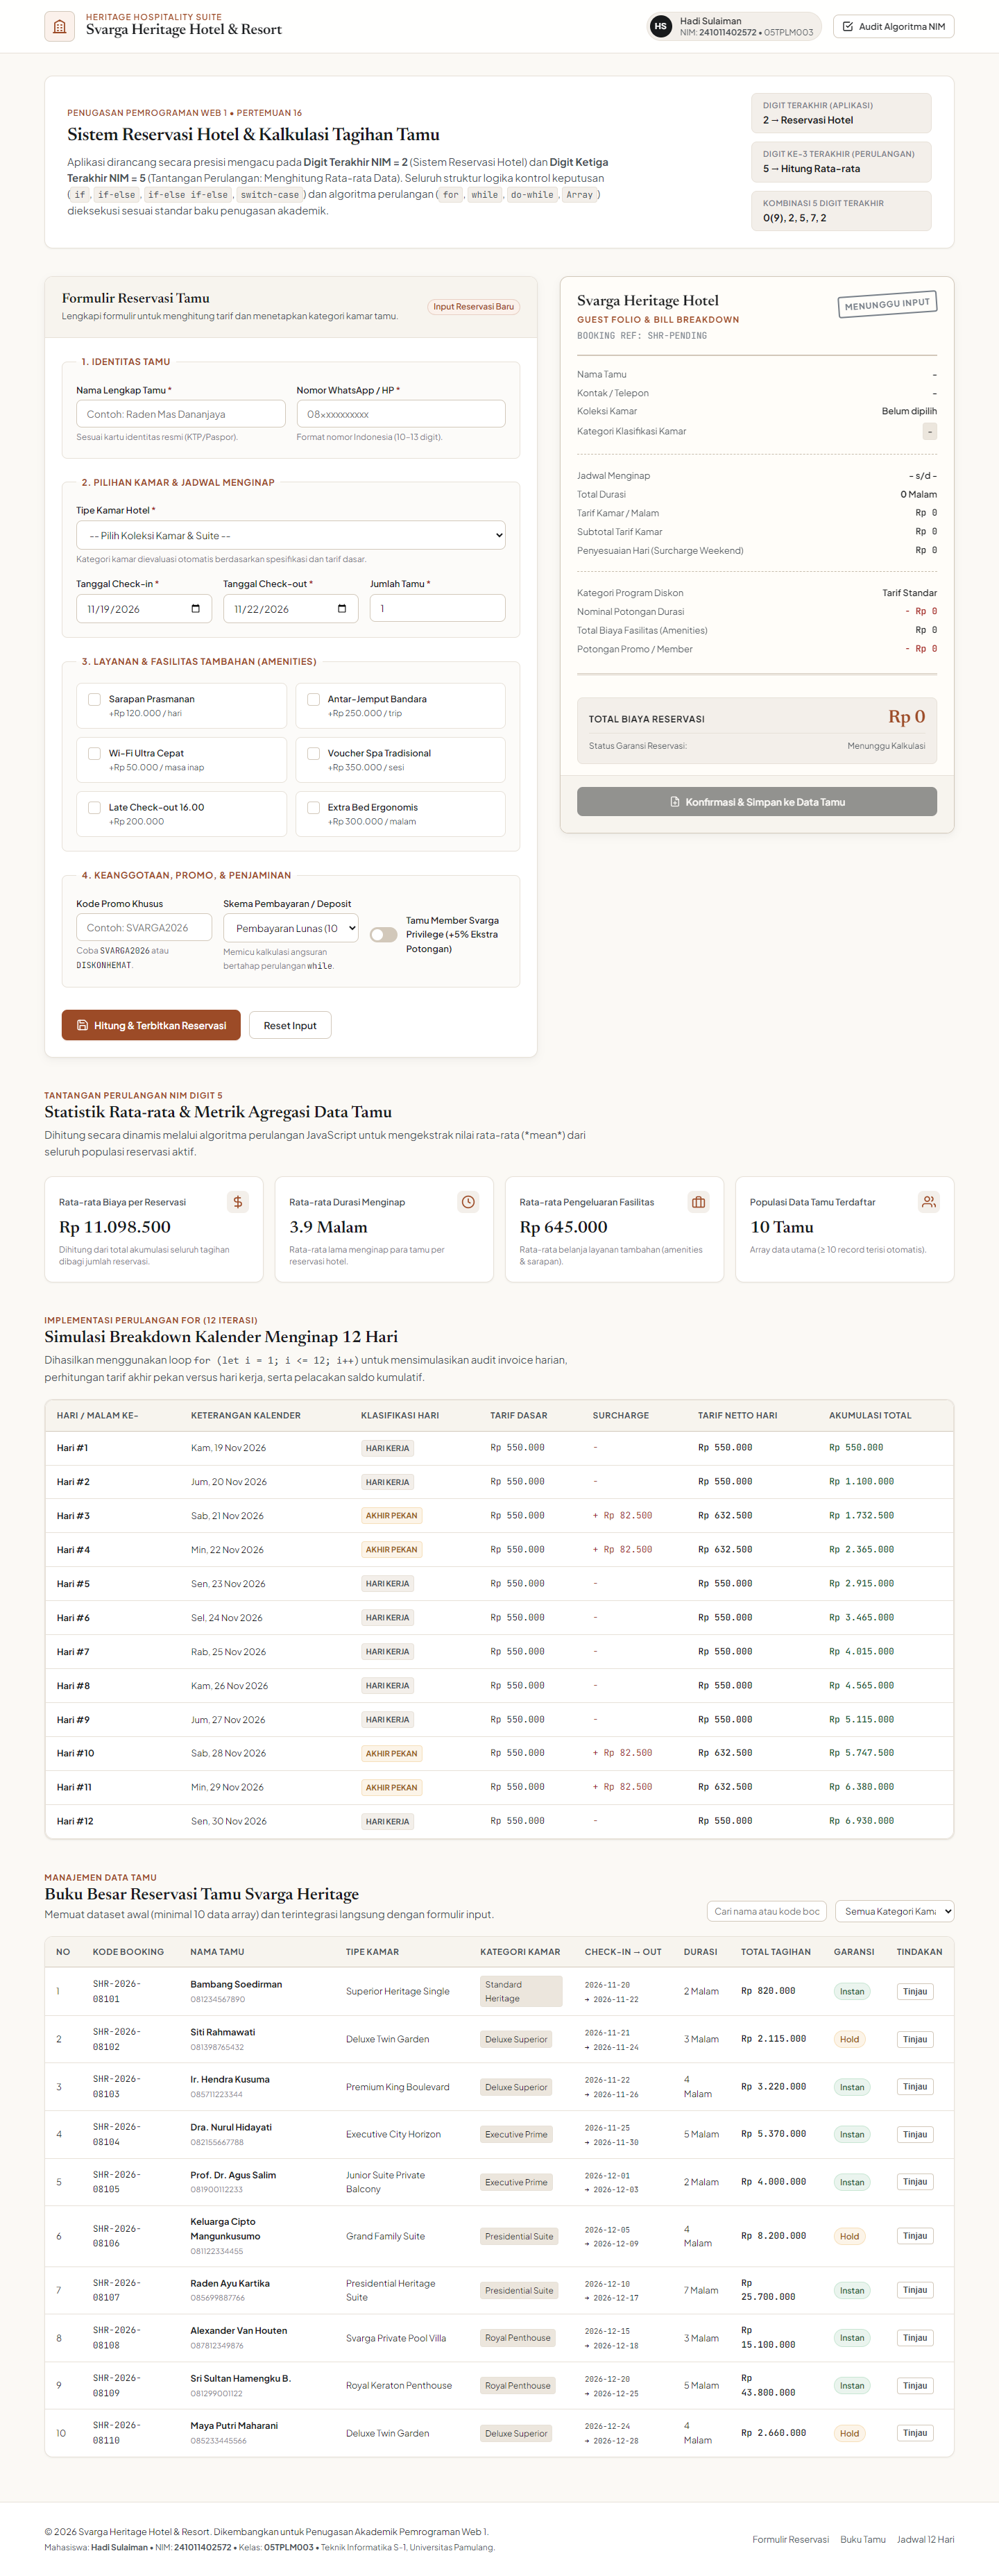 HERITAGE HOSPITALITY SUITE
Svarga Heritage Hotel & Resort
HS
Hadi Sulaiman
NIM: 241011402572 • 05TPLM003
Audit Algoritma NIM
PENUGASAN PEMROGRAMAN WEB 1 • PERTEMUAN 16
Sistem Reservasi Hotel & Kalkulasi Tagihan Tamu
Aplikasi dirancang secara presisi mengacu pada Digit Terakhir NIM = 2 (Sistem Reservasi Hotel) dan Digit Ketiga
Terakhir NIM = 5 (Tantangan Perulangan: Menghitung Rata-rata Data). Seluruh struktur logika kontrol keputusan
( if , if-else , if-else if-else , switch-case ) dan algoritma perulangan ( for , while , do-while , Array )
dieksekusi sesuai standar baku penugasan akademik.
DIGIT TERAKHIR (APLIKASI)
2 → Reservasi Hotel
DIGIT KE-3 TERAKHIR (PERULANGAN)
5 → Hitung Rata-rata
KOMBINASI 5 DIGIT TERAKHIR
0(9), 2, 5, 7, 2
Formulir Reservasi Tamu
Lengkapi formulir untuk menghitung tarif dan menetapkan kategori kamar tamu.
Input Reservasi Baru
1. IDENTITAS TAMU
Nama Lengkap Tamu *
Contoh: Raden Mas Dananjaya
Sesuai kartu identitas resmi (KTP/Paspor).
Nomor WhatsApp / HP *
08xxxxxxxxxx
Format nomor Indonesia (10-13 digit).
2. PILIHAN KAMAR & JADWAL MENGINAP
Tipe Kamar Hotel *
-- Pilih Koleksi Kamar & Suite --
Kategori kamar dievaluasi otomatis berdasarkan spesifikasi dan tarif dasar.
Tanggal Check-in *
11/19/2026
Tanggal Check-out *
11/22/2026
Jumlah Tamu *
1
3. LAYANAN & FASILITAS TAMBAHAN (AMENITIES)
Sarapan Prasmanan
+Rp 120.000 / hari
Antar-Jemput Bandara
+Rp 250.000 / trip
Wi-Fi Ultra Cepat
+Rp 50.000 / masa inap
Voucher Spa Tradisional
+Rp 350.000 / sesi
Late Check-out 16.00
+Rp 200.000
Extra Bed Ergonomis
+Rp 300.000 / malam
4. KEANGGOTAAN, PROMO, & PENJAMINAN
Kode Promo Khusus
Contoh: SVARGA2026
Coba SVARGA2026 atau
DISKONHEMAT.
Skema Pembayaran / Deposit
Pembayaran Lunas (10
Memicu kalkulasi angsuran
bertahap perulangan while.
Tamu Member Svarga
Privilege (+5% Ekstra
Potongan)
Hitung & Terbitkan Reservasi
Reset Input
Svarga Heritage Hotel
GUEST FOLIO & BILL BREAKDOWN
BOOKING REF: SHR-PENDING
MENUNGGU INPUT
Nama Tamu -
Kontak / Telepon -
Koleksi Kamar Belum dipilih
Kategori Klasifikasi Kamar -
Jadwal Menginap - s/d -
Total Durasi 0 Malam
Tarif Kamar / Malam Rp 0
Subtotal Tarif Kamar Rp 0
Penyesuaian Hari (Surcharge Weekend) Rp 0
Kategori Program Diskon Tarif Standar
Nominal Potongan Durasi - Rp 0
Total Biaya Fasilitas (Amenities) Rp 0
Potongan Promo / Member - Rp 0
TOTAL BIAYA RESERVASI Rp 0
Status Garansi Reservasi: Menunggu Kalkulasi
Konfirmasi & Simpan ke Data Tamu
TANTANGAN PERULANGAN NIM DIGIT 5
Statistik Rata-rata & Metrik Agregasi Data Tamu
Dihitung secara dinamis melalui algoritma perulangan JavaScript untuk mengekstrak nilai rata-rata (*mean*) dari
seluruh populasi reservasi aktif.
Rata-rata Biaya per Reservasi
Rp 11.098.500
Dihitung dari total akumulasi seluruh tagihan
dibagi jumlah reservasi.
Rata-rata Durasi Menginap
3.9 Malam
Rata-rata lama menginap para tamu per
reservasi hotel.
Rata-rata Pengeluaran Fasilitas
Rp 645.000
Rata-rata belanja layanan tambahan (amenities
& sarapan).
Populasi Data Tamu Terdaftar
10 Tamu
Array data utama (≥ 10 record terisi otomatis).
IMPLEMENTASI PERULANGAN FOR (12 ITERASI)
Simulasi Breakdown Kalender Menginap 12 Hari
Dihasilkan menggunakan loop for (let i = 1; i <= 12; i++) untuk mensimulasikan audit invoice harian,
perhitungan tarif akhir pekan versus hari kerja, serta pelacakan saldo kumulatif.
HARI / MALAM KE- KETERANGAN KALENDER KLASIFIKASI HARI TARIF DASAR SURCHARGE TARIF NETTO HARI AKUMULASI TOTAL
Hari #1 Kam, 19 Nov 2026 HARI KERJA Rp 550.000 - Rp 550.000 Rp 550.000
Hari #2 Jum, 20 Nov 2026 HARI KERJA Rp 550.000 - Rp 550.000 Rp 1.100.000
Hari #3 Sab, 21 Nov 2026 AKHIR PEKAN Rp 550.000 + Rp 82.500 Rp 632.500 Rp 1.732.500
Hari #4 Min, 22 Nov 2026 AKHIR PEKAN Rp 550.000 + Rp 82.500 Rp 632.500 Rp 2.365.000
Hari #5 Sen, 23 Nov 2026 HARI KERJA Rp 550.000 - Rp 550.000 Rp 2.915.000
Hari #6 Sel, 24 Nov 2026 HARI KERJA Rp 550.000 - Rp 550.000 Rp 3.465.000
Hari #7 Rab, 25 Nov 2026 HARI KERJA Rp 550.000 - Rp 550.000 Rp 4.015.000
Hari #8 Kam, 26 Nov 2026 HARI KERJA Rp 550.000 - Rp 550.000 Rp 4.565.000
Hari #9 Jum, 27 Nov 2026 HARI KERJA Rp 550.000 - Rp 550.000 Rp 5.115.000
Hari #10 Sab, 28 Nov 2026 AKHIR PEKAN Rp 550.000 + Rp 82.500 Rp 632.500 Rp 5.747.500
Hari #11 Min, 29 Nov 2026 AKHIR PEKAN Rp 550.000 + Rp 82.500 Rp 632.500 Rp 6.380.000
Hari #12 Sen, 30 Nov 2026 HARI KERJA Rp 550.000 - Rp 550.000 Rp 6.930.000
MANAJEMEN DATA TAMU
Buku Besar Reservasi Tamu Svarga Heritage
Memuat dataset awal (minimal 10 data array) dan terintegrasi langsung dengan formulir input.
Cari nama atau kode boc
Semua Kategori Kama
NO KODE BOOKING NAMA TAMU TIPE KAMAR KATEGORI KAMAR CHECK-IN → OUT DURASI TOTAL TAGIHAN GARANSI TINDAKAN
1 SHR-2026-08101 Bambang Soedirman 081234567890 Superior Heritage Single Standard Heritage 2026-11-20 → 2026-11-22 2 Malam Rp 820.000 Instan Tinjau
2 SHR-2026-08102 Siti Rahmawati 081398765432 Deluxe Twin Garden Deluxe Superior 2026-11-21 → 2026-11-24 3 Malam Rp 2.115.000 Hold Tinjau
3 SHR-2026-08103 Ir. Hendra Kusuma 085711223344 Premium King Boulevard Deluxe Superior 2026-11-22 → 2026-11-26 4 Malam Rp 3.220.000 Instan Tinjau
4 SHR-2026-08104 Dra. Nurul Hidayati 082155667788 Executive City Horizon Executive Prime 2026-11-25 → 2026-11-30 5 Malam Rp 5.370.000 Instan Tinjau
5 SHR-2026-08105 Prof. Dr. Agus Salim 081900112233 Junior Suite Private Balcony Executive Prime 2026-12-01 → 2026-12-03 2 Malam Rp 4.000.000 Instan Tinjau
6 SHR-2026-08106 Keluarga Cipto Mangunkusumo 081122334455 Grand Family Suite Presidential Suite 2026-12-05 → 2026-12-09 4 Malam Rp 8.200.000 Hold Tinjau
7 SHR-2026-08107 Raden Ayu Kartika 085699887766 Presidential Heritage Suite Presidential Suite 2026-12-10 → 2026-12-17 7 Malam Rp 25.700.000 Instan Tinjau
8 SHR-2026-08108 Alexander Van Houten 087812349876 Svarga Private Pool Villa Royal Penthouse 2026-12-15 → 2026-12-18 3 Malam Rp 15.100.000 Instan Tinjau
9 SHR-2026-08109 Sri Sultan Hamengku B. 081299001122 Royal Keraton Penthouse Royal Penthouse 2026-12-20 → 2026-12-25 5 Malam Rp 43.800.000 Instan Tinjau
10 SHR-2026-08110 Maya Putri Maharani 085233445566 Deluxe Twin Garden Deluxe Superior 2026-12-24 → 2026-12-28 4 Malam Rp 2.660.000 Hold Tinjau
© 2026 Svarga Heritage Hotel & Resort. Dikembangkan untuk Penugasan Akademik Pemrograman Web 1.
Mahasiswa: Hadi Sulaiman • NIM: 241011402572 • Kelas: 05TPLM003 • Teknik Informatika S-1, Universitas Pamulang.
Formulir Reservasi Buku Tamu Jadwal 12 Hari